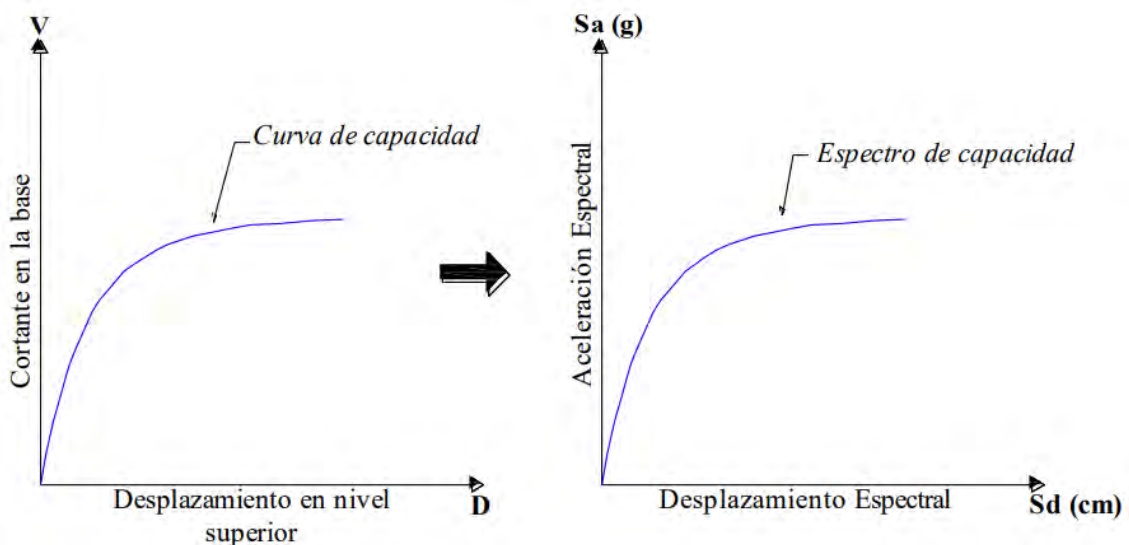 V
Curva de capacidad
Cortante en la base
Desplazamiento en nivel
superior
D
Sa (g)
Espectro de capacidad
Aceleración Espectral
Desplazamiento Espectral
Sd (cm)